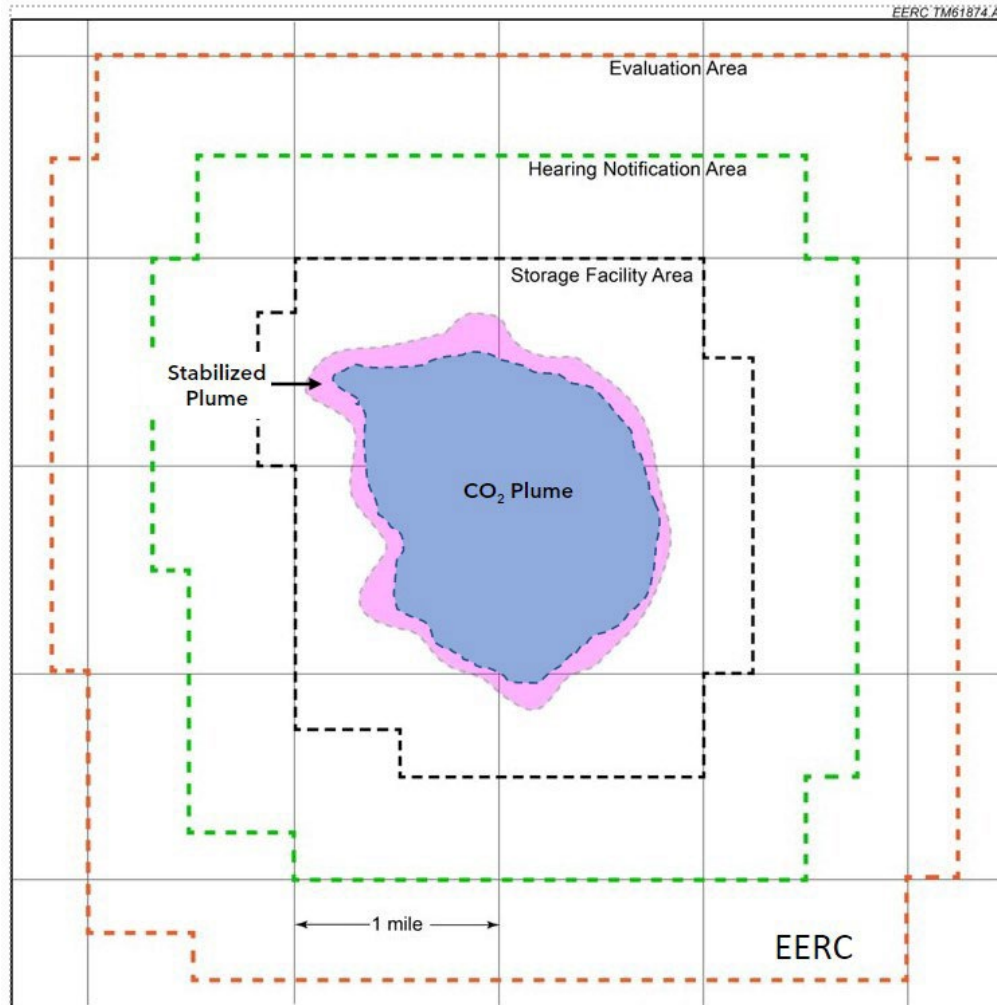 EERC TM61874.A
Evaluation Area
Hearing Notification Area
Storage Facility Area
Stabilized
Plume
CO₂ Plume
1 mile
EERC